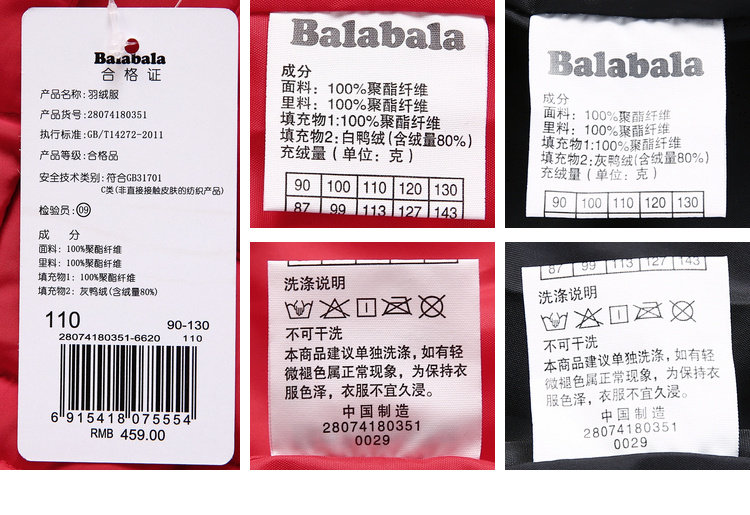 Balabala
合格证
产品名称:羽绒服
产品货号:28074180351
执行标准:GB/T14272-2011
产品等级:合格品
安全技术类别:符合GB31701
C类(非直接接触皮肤的纺织产品)
检验员:09
成 分
面料:100%聚酯纤维
里料:100%聚酯纤维
填充物1:100%聚酯纤维
填充物2:灰鸭绒(含绒量80%)
110 90-130
28074180351-6620 110
6 915418 075554
RMB 459.00
Balabala
成分
面料:100%聚酯纤维
里料:100%聚酯纤维
填充物1:100%聚酯纤维
填充物2:白鸭绒(含绒量80%)
充绒量(单位:克)
90 100 110 120 130
87 99 113 127 143
Balabala
成分
面料:100%聚酯纤维
里料:100%聚酯纤维
填充物1:100%聚酯纤维
填充物2:灰鸭绒(含绒量80%)
充绒量(单位:克)
90 100 110 120 130
洗涤说明
不可干洗
本商品建议单独洗涤,如有轻
微褪色属正常现象,为保持衣
服色泽,衣服不宜久浸。
中国制造
28074180351
0029
87 99 113 127 143
洗涤说明
不可干洗
本商品建议单独洗涤,如有轻
微褪色属正常现象,为保持衣
服色泽,衣服不宜久浸。
中国制造
28074180351
0029